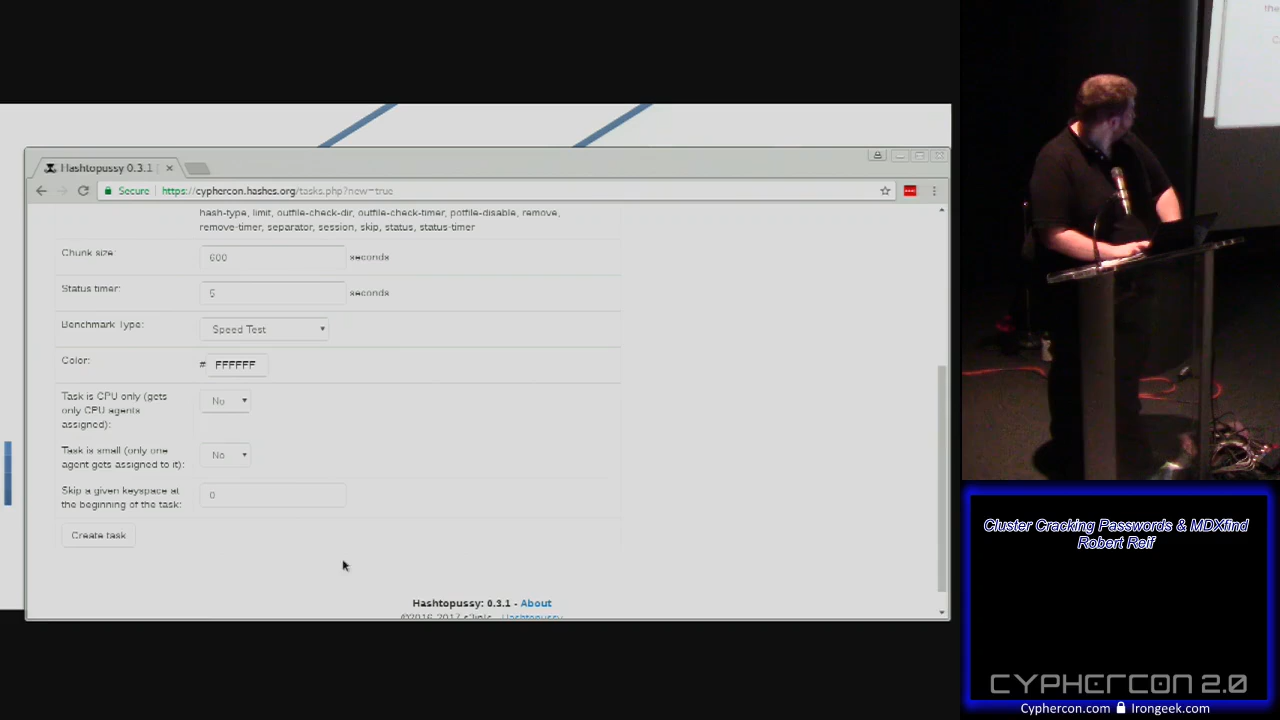 Hashtopussy 0.3.1
Secure
https://cyphercon.hashes.org/tasks.php?new=true
hash-type, limit, outfile-check-dir, outfile-check-timer, potfile-disable, remove,
remove-timer, separator, session, skip, status, status-timer
Chunk size:
600
seconds
Status timer:
5
seconds
Benchmark Type:
Speed Test
Color:
#
FFFFFF
Task is CPU only (gets
only CPU agents
assigned):
No
Task is small (only one
agent gets assigned to it):
No
Skip a given keyspace at
the beginning of the task:
0
Create task
Hashtopussy: 0.3.1 - About
Cluster Cracking Passwords & MDXfind
Robert Reif
CYPHERCON 2.0
Cyphercon.com
Irongeek.com